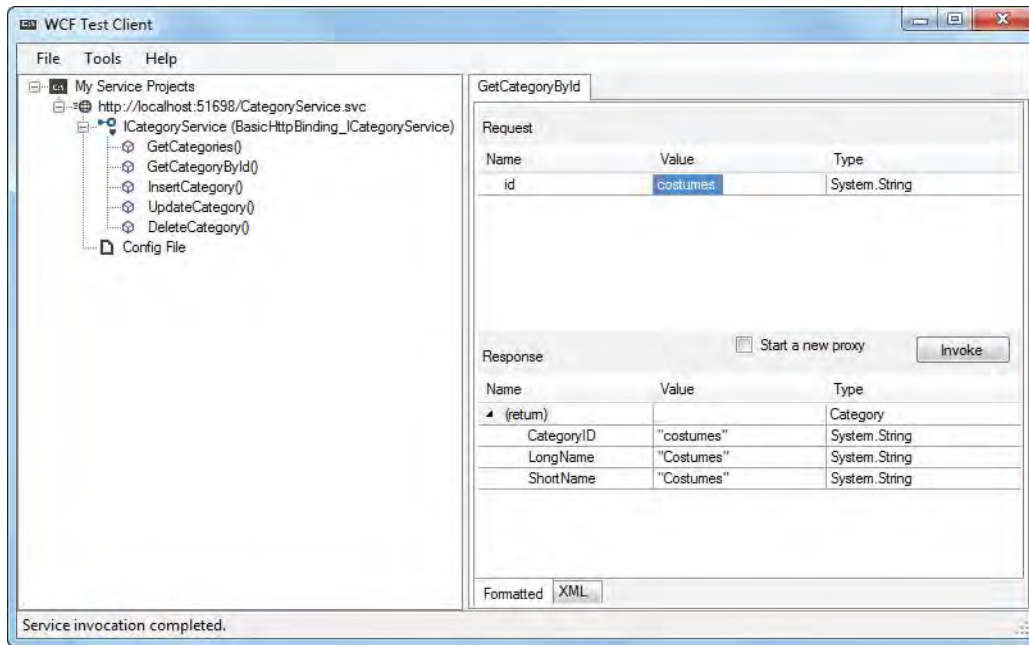 WCF Test Client
File Tools Help
My Service Projects
http://localhost:51698/CategoryService.svc
ICategoryService (BasicHttpBinding_ICategoryService)
GetCategories()
GetCategoryById()
InsertCategory()
UpdateCategory()
DeleteCategory()
Config File
GetCategoryById
Request
Name Value Type
id costumes System.String
Response Start a new proxy Invoke
Name Value Type
(return) Category
CategoryID "costumes" System.String
LongName "Costumes" System.String
ShortName "Costumes" System.String
Formatted XML
Service invocation completed.